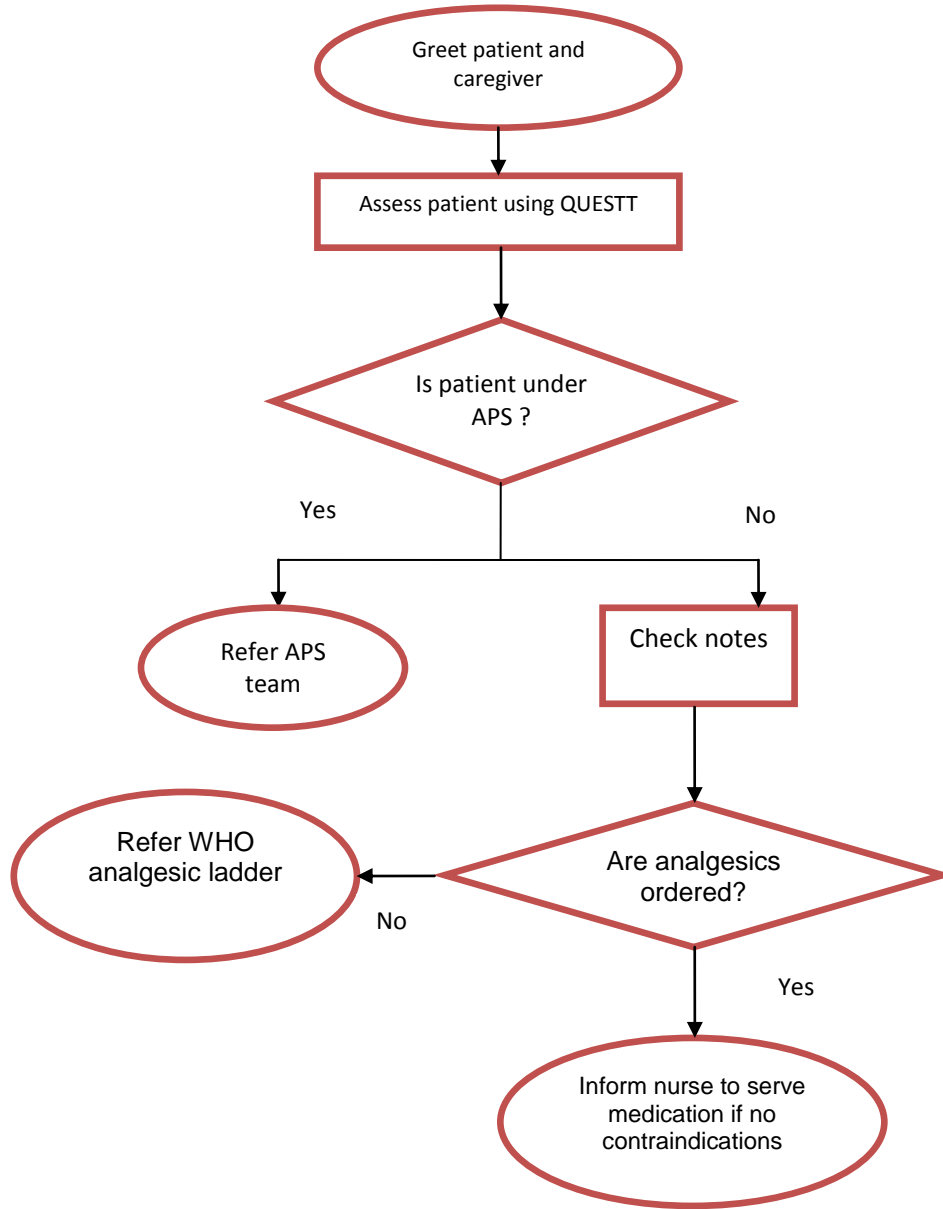 Greet patient and
caregiver
Assess patient using QUESTT
Is patient under
APS ?
Yes
No
Refer APS
team
Check notes
Refer WHO
analgesic ladder
Are analgesics
ordered?
No
Yes
Inform nurse to serve
medication if no
contraindications